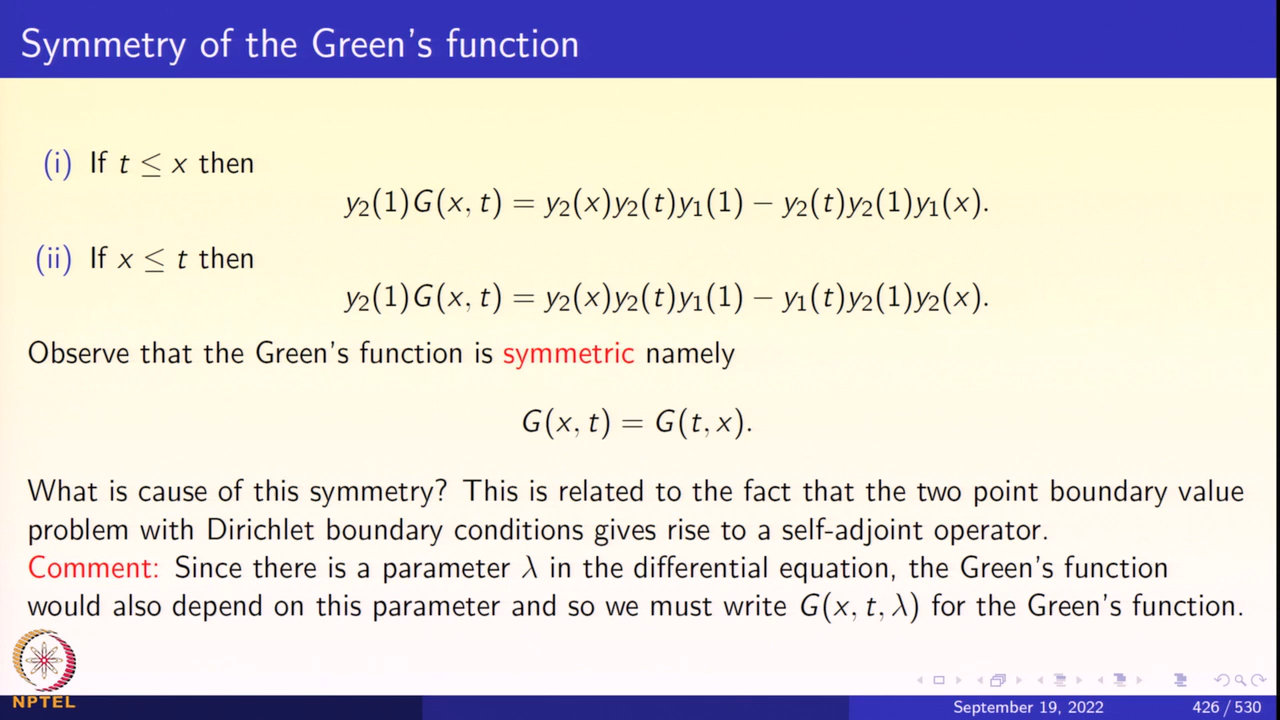 Symmetry of the Green's function
(i) If t ≤ x then
y₂(1)G(x, t) = y₂(x)y₂(t)y₁(1) − y₂(t)y₂(1)y₁(x).
(ii) If x ≤ t then
y₂(1)G(x, t) = y₂(x)y₂(t)y₁(1) − y₁(t)y₂(1)y₂(x).
Observe that the Green's function is symmetric namely
G(x, t) = G(t, x).
What is cause of this symmetry? This is related to the fact that the two point boundary value
problem with Dirichlet boundary conditions gives rise to a self-adjoint operator.
Comment: Since there is a parameter λ in the differential equation, the Green's function
would also depend on this parameter and so we must write G(x, t, λ) for the Green's function.
NPTEL
September 19, 2022 426 / 530